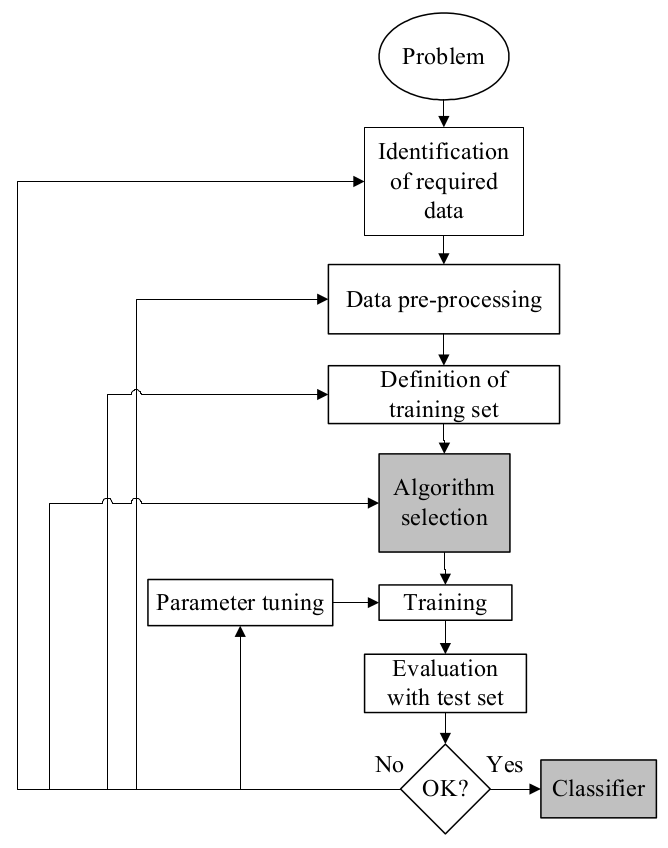 Problem
Identification
of required
data
Data pre-processing
Definition of
training set
Algorithm
selection
Parameter tuning
Training
Evaluation
with test set
No
OK?
Yes
Classifier